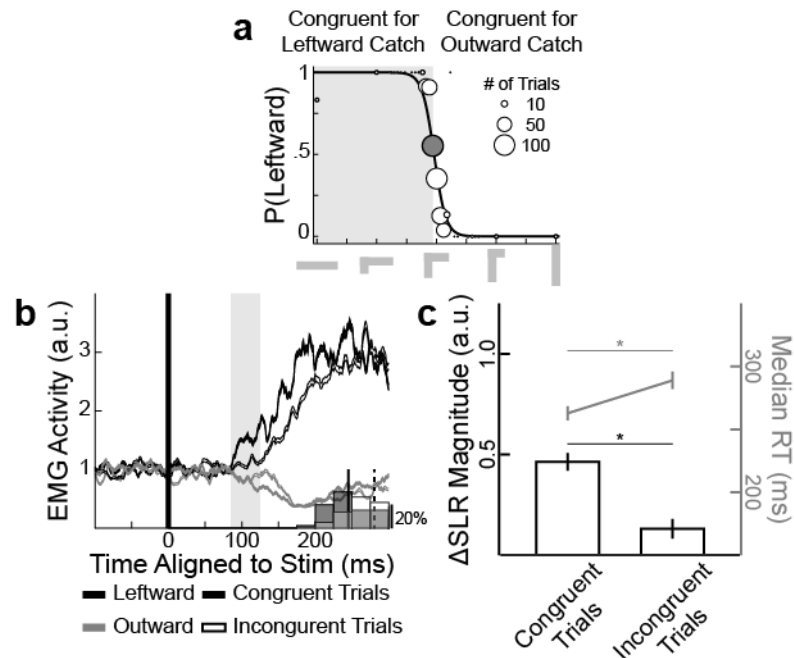 a
Congruent for Leftward Catch
Congruent for Outward Catch
P(Leftward)
1
.5
0
# of Trials
10
50
100
b
EMG Activity (a.u.)
3
2
1
0
100
200
20%
Time Aligned to Stim (ms)
Leftward
Congruent Trials
Outward
Incongurent Trials
c
ΔSLR Magnitude (a.u.)
1.0
0.5
*
*
300
200
Median RT (ms)
Congruent Trials
Incongruent Trials